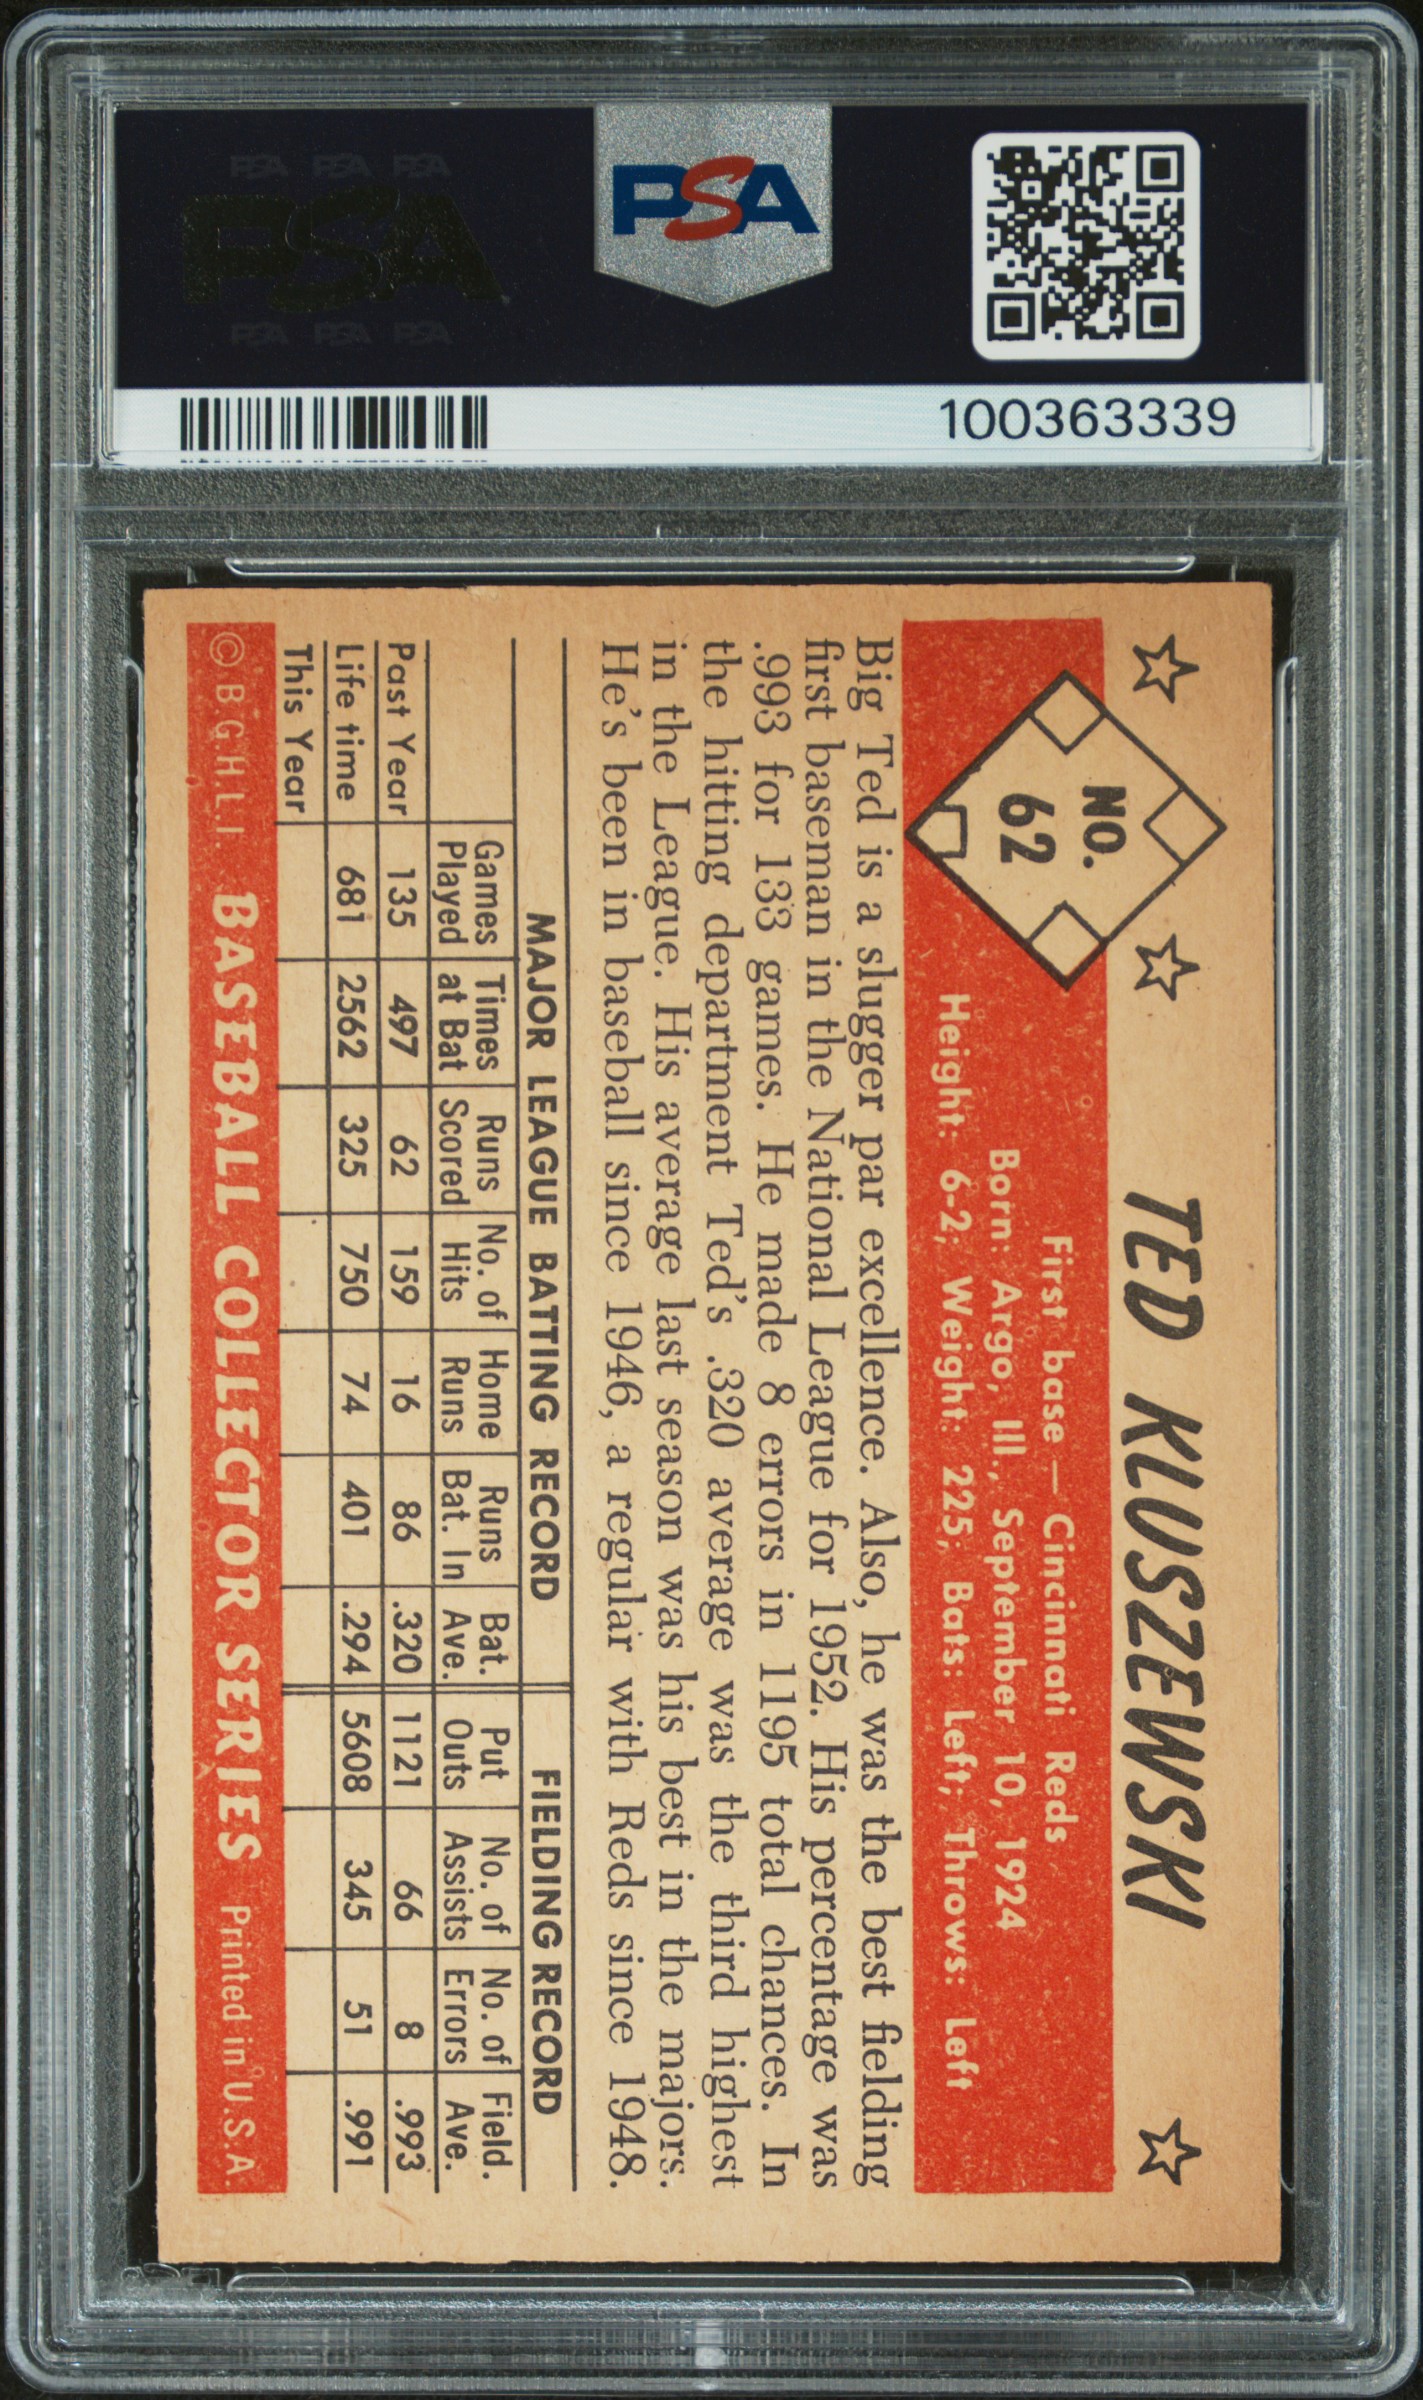 PSA PSA PSA
PSA
PSA PSA PSA
PSA
100363339
NO.
62
TED KLUSZEWSKI
First base — Cincinnati Reds
Born: Argo, Ill., September 10, 1924
Height: 6-2; Weight: 225; Bats: Left; Throws: Left
Big Ted is a slugger par excellence. Also, he was the best fielding
first baseman in the National League for 1952. His percentage was
.993 for 133 games. He made 8 errors in 1195 total chances. In
the hitting department Ted's .320 average was the third highest
in the League. His average last season was his best in the majors.
He's been in baseball since 1946, a regular with Reds since 1948.
MAJOR LEAGUE BATTING RECORD FIELDING RECORD
Games Times Runs No. of Home Runs Bat. Put No. of No. of Field.
Played at Bat Scored Hits Runs Bat. In Ave. Outs Assists Errors Ave.
Past Year 135 497 62 159 16 86 .320 1121 66 8 .993
Life time 681 2562 325 750 74 401 .294 5608 345 51 .991
This Year
© B.G.H.L.I. BASEBALL COLLECTOR SERIES Printed in U.S.A.